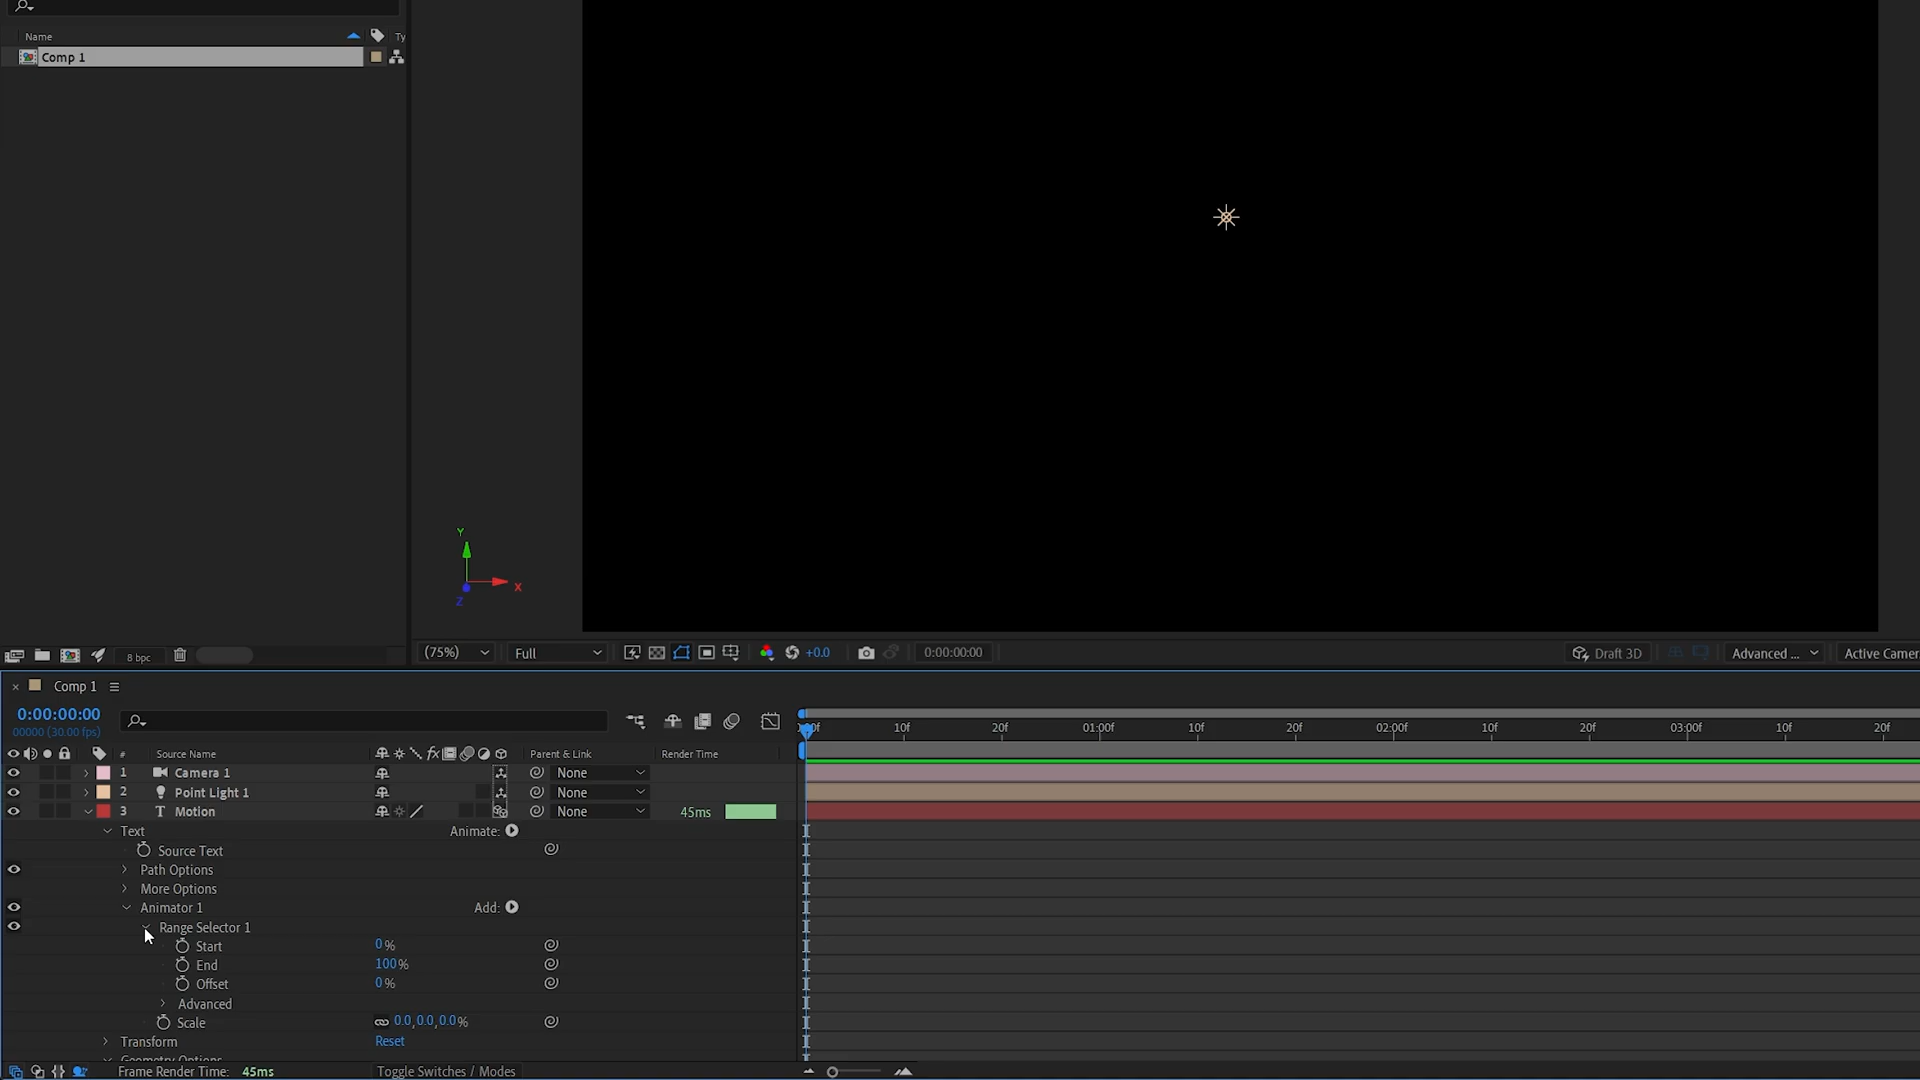 Name
Ty
Comp 1
Y
X
Z
8 bpc
(75%)
Full
+0.0
0:00:00:00
Draft 3D
Advanced ...
Active Camer
Comp 1
0:00:00:00
00000 (30.00 fps)
10f 20f 01:00f 10f 20f 02:00f 10f 20f 03:00f 10f 20f
# Source Name
fx
Parent & Link
Render Time
1 Camera 1 None
2 Point Light 1 None
3 T Motion None 45ms
Text Animate:
Source Text
Path Options
More Options
Animator 1 Add:
Range Selector 1
Start 0%
End 100%
Offset 0%
Advanced
Scale 0.0,0.0,0.0%
Transform Reset
Geometry Options
Frame Render Time: 45ms
Toggle Switches / Modes